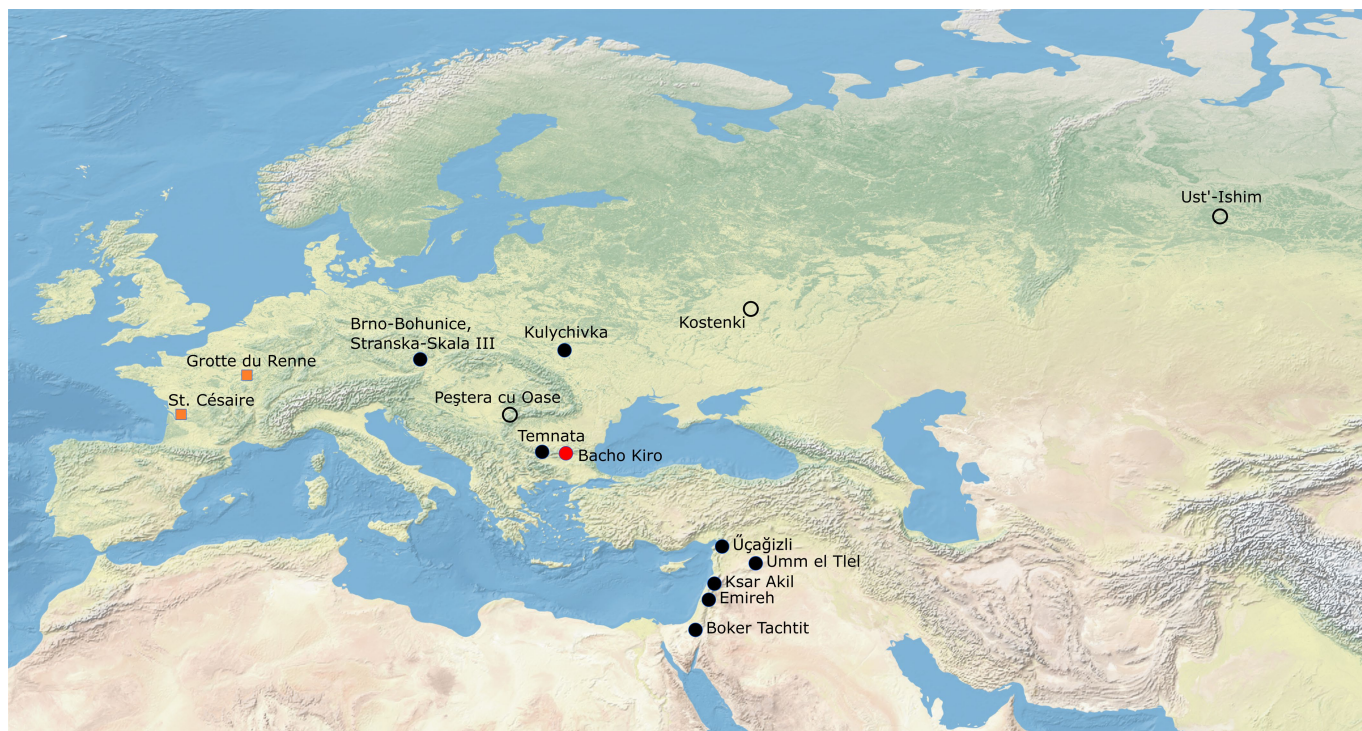 Ust'-Ishim
Kostenki
Brno-Bohunice,
Stranska-Skala III
Kulychivka
Grotte du Renne
St. Césaire
Peştera cu Oase
Temnata
Bacho Kiro
Űçağizli
Umm el Tlel
Ksar Akil
Emireh
Boker Tachtit